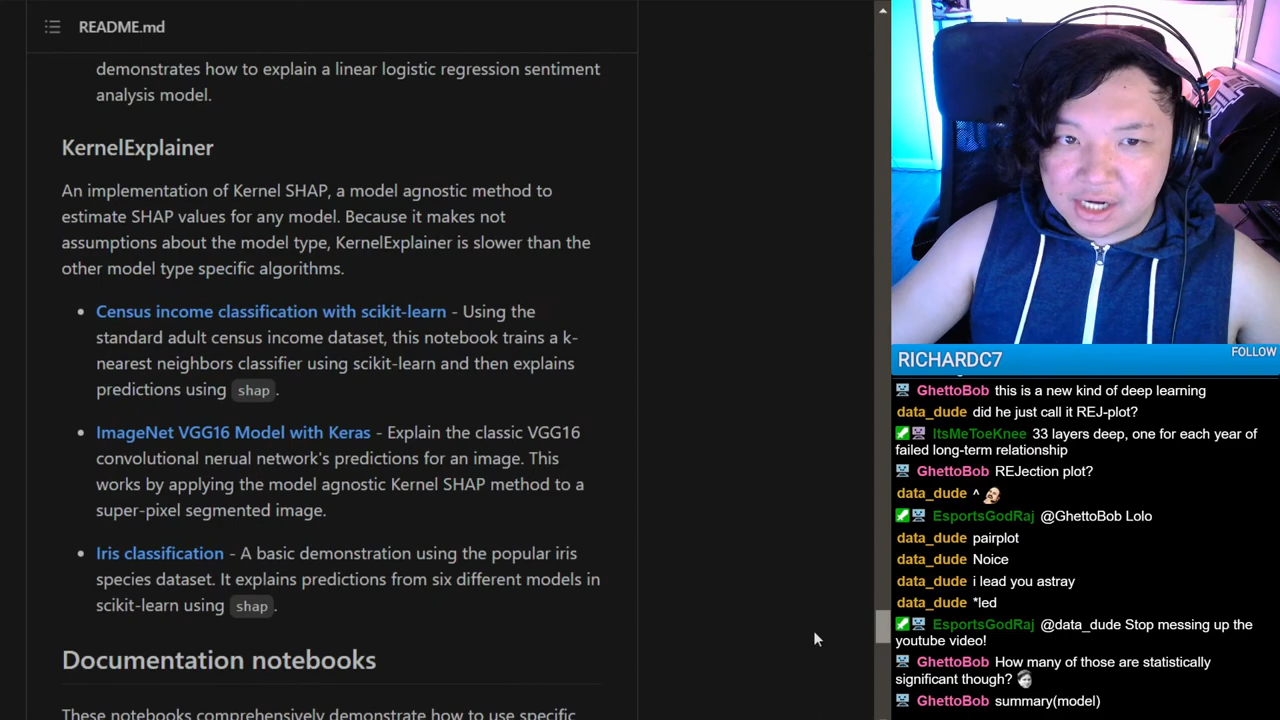 README.md
demonstrates how to explain a linear logistic regression sentiment
analysis model.
KernelExplainer
An implementation of Kernel SHAP, a model agnostic method to
estimate SHAP values for any model. Because it makes not
assumptions about the model type, KernelExplainer is slower than the
other model type specific algorithms.
Census income classification with scikit-learn - Using the
standard adult census income dataset, this notebook trains a k-
nearest neighbors classifier using scikit-learn and then explains
predictions using shap.
ImageNet VGG16 Model with Keras - Explain the classic VGG16
convolutional nerual network's predictions for an image. This
works by applying the model agnostic Kernel SHAP method to a
super-pixel segmented image.
Iris classification - A basic demonstration using the popular iris
species dataset. It explains predictions from six different models in
scikit-learn using shap.
Documentation notebooks
These notebooks comprehensively demonstrate how to use specific
RICHARDC7
FOLLOW
GhettoBob this is a new kind of deep learning
data_dude did he just call it REJ-plot?
ItsMeToeKnee 33 layers deep, one for each year of
failed long-term relationship
GhettoBob REJection plot?
data_dude ^
EsportsGodRaj @GhettoBob Lolo
data_dude pairplot
data_dude Noice
data_dude i lead you astray
data_dude *led
EsportsGodRaj @data_dude Stop messing up the
youtube video!
GhettoBob How many of those are statistically
significant though?
GhettoBob summary(model)